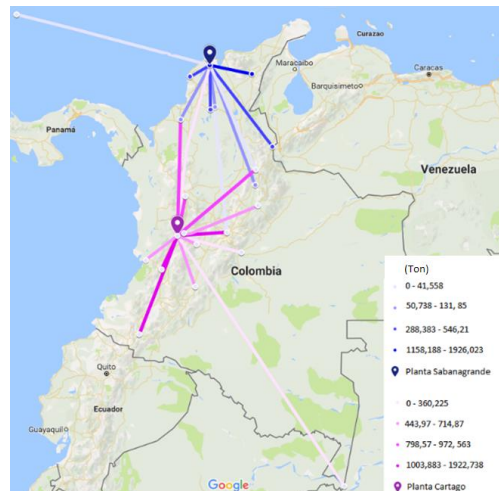 Curazao
Maracaibo
Caracas
Barquisimeto
Panamá
Venezuela
Colombia
Quito
Ecuador
Guayaquil
Google
(Ton)
0 - 41,558
50,738 - 131, 85
288,383 - 546,21
1158,188 - 1926,023
Planta Sabanagrande
0 - 360,225
443,97 - 714,87
798,57 - 972, 563
1003,883 - 1922,738
Planta Cartago